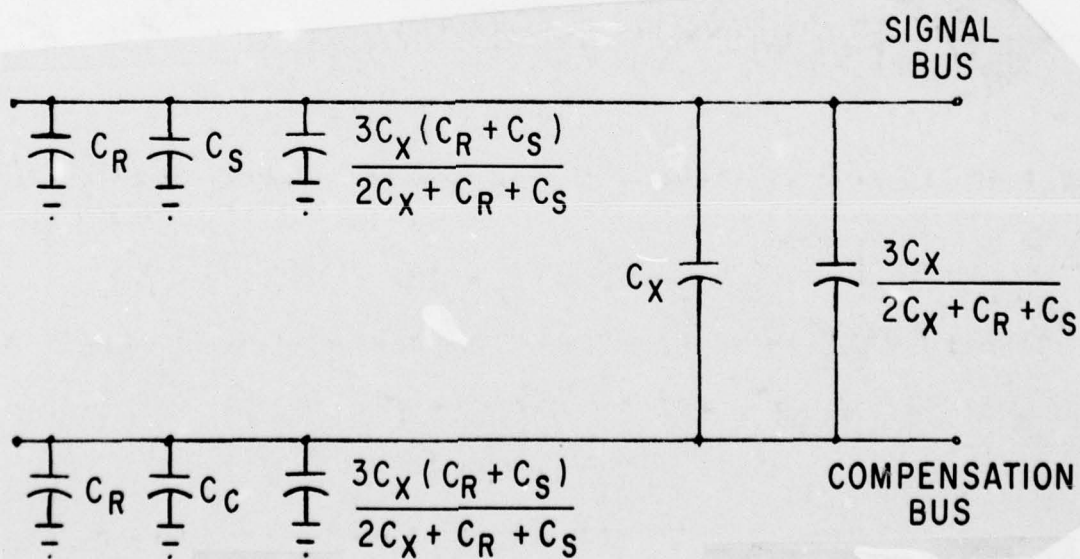 SIGNAL
BUS
C_R
C_S
3C_X (C_R + C_S)
2C_X + C_R + C_S
C_X
3C_X
2C_X + C_R + C_S
C_R
C_C
3C_X (C_R + C_S)
2C_X + C_R + C_S
COMPENSATION
BUS